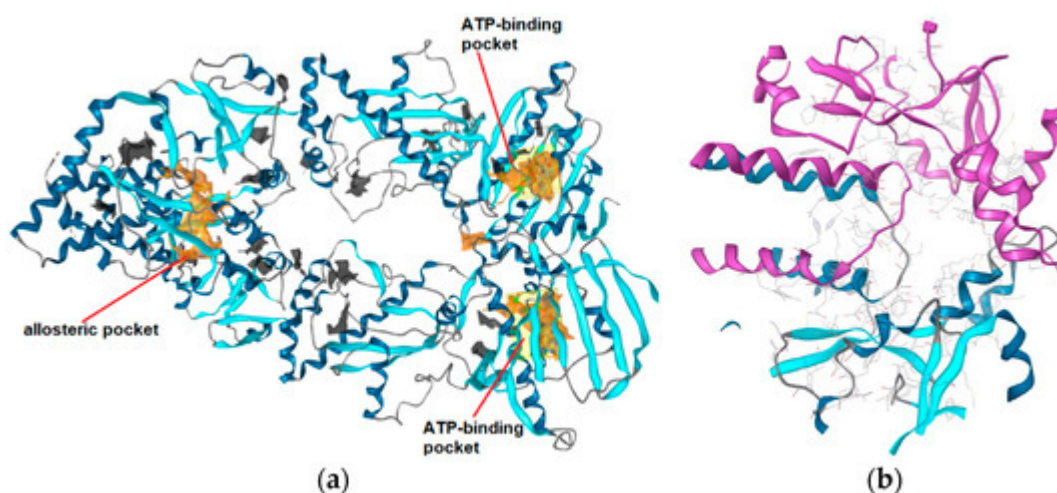 ATP-binding
pocket
allosteric pocket
ATP-binding
pocket
(a)
(b)